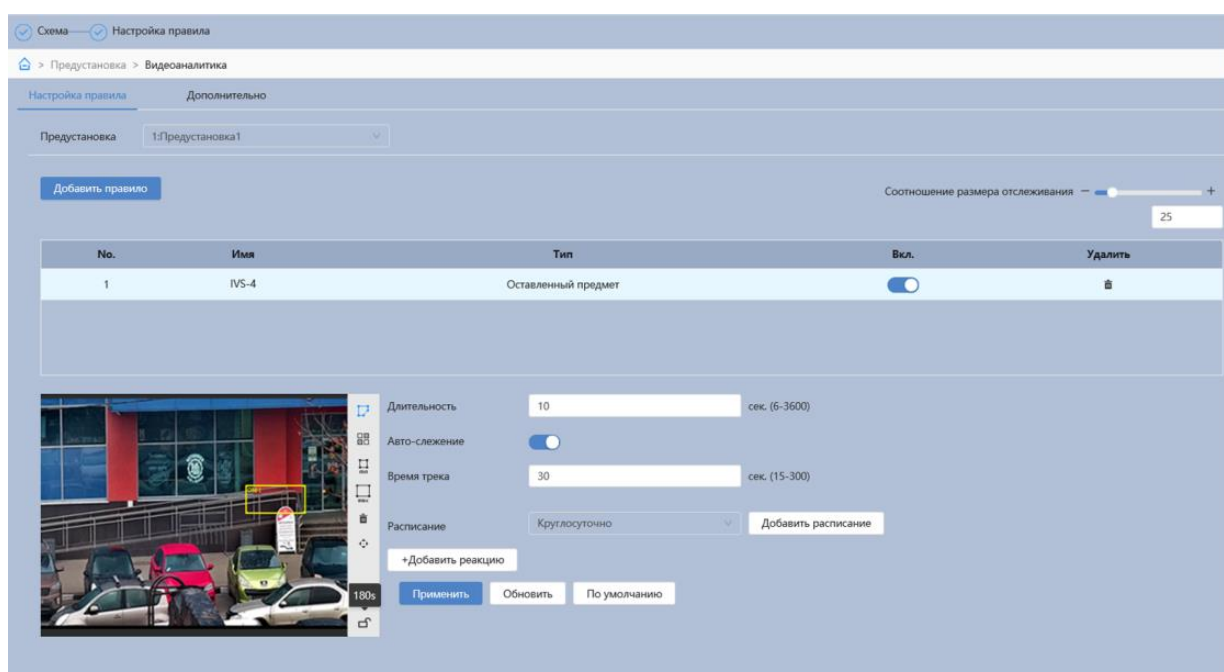 Схема Настройка правила
> Предустановка > Видеоаналитика
Настройка правила Дополнительно
Предустановка 1:Предустановка1
Добавить правило
Соотношение размера отслеживания − +
25
No. Имя Тип Вкл. Удалить
1 IVS-4 Оставленный предмет
Длительность 10 сек. (6-3600)
Авто-слежение
Время трека 30 сек. (15-300)
Расписание Круглосуточно Добавить расписание
+Добавить реакцию
180s Применить Обновить По умолчанию